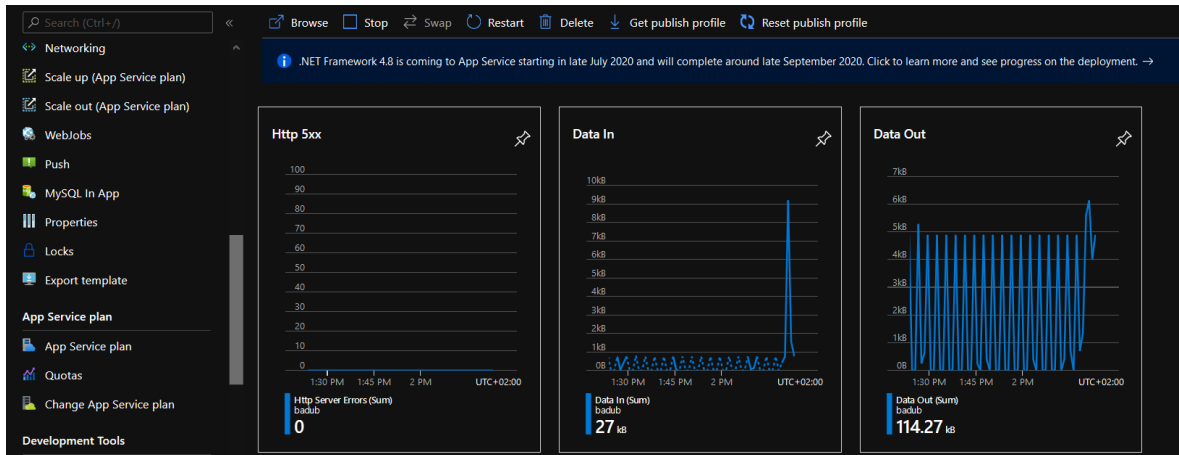 Search (Ctrl+/)
«
Networking
Scale up (App Service plan)
Scale out (App Service plan)
WebJobs
Push
MySQL In App
Properties
Locks
Export template
App Service plan
App Service plan
Quotas
Change App Service plan
Development Tools
Browse Stop Swap Restart Delete Get publish profile Reset publish profile
.NET Framework 4.8 is coming to App Service starting in late July 2020 and will complete around late September 2020. Click to learn more and see progress on the deployment. →
Http 5xx
100
90
80
70
60
50
40
30
20
10
0
1:30 PM 1:45 PM 2 PM UTC+02:00
Http Server Errors (Sum)
badub
0
Data In
10kB
9kB
8kB
7kB
6kB
5kB
4kB
3kB
2kB
1kB
0B
1:30 PM 1:45 PM 2 PM UTC+02:00
Data In (Sum)
badub
27 kB
Data Out
7kB
6kB
5kB
4kB
3kB
2kB
1kB
0B
1:30 PM 1:45 PM 2 PM UTC+02:00
Data Out (Sum)
badub
114.27 kB